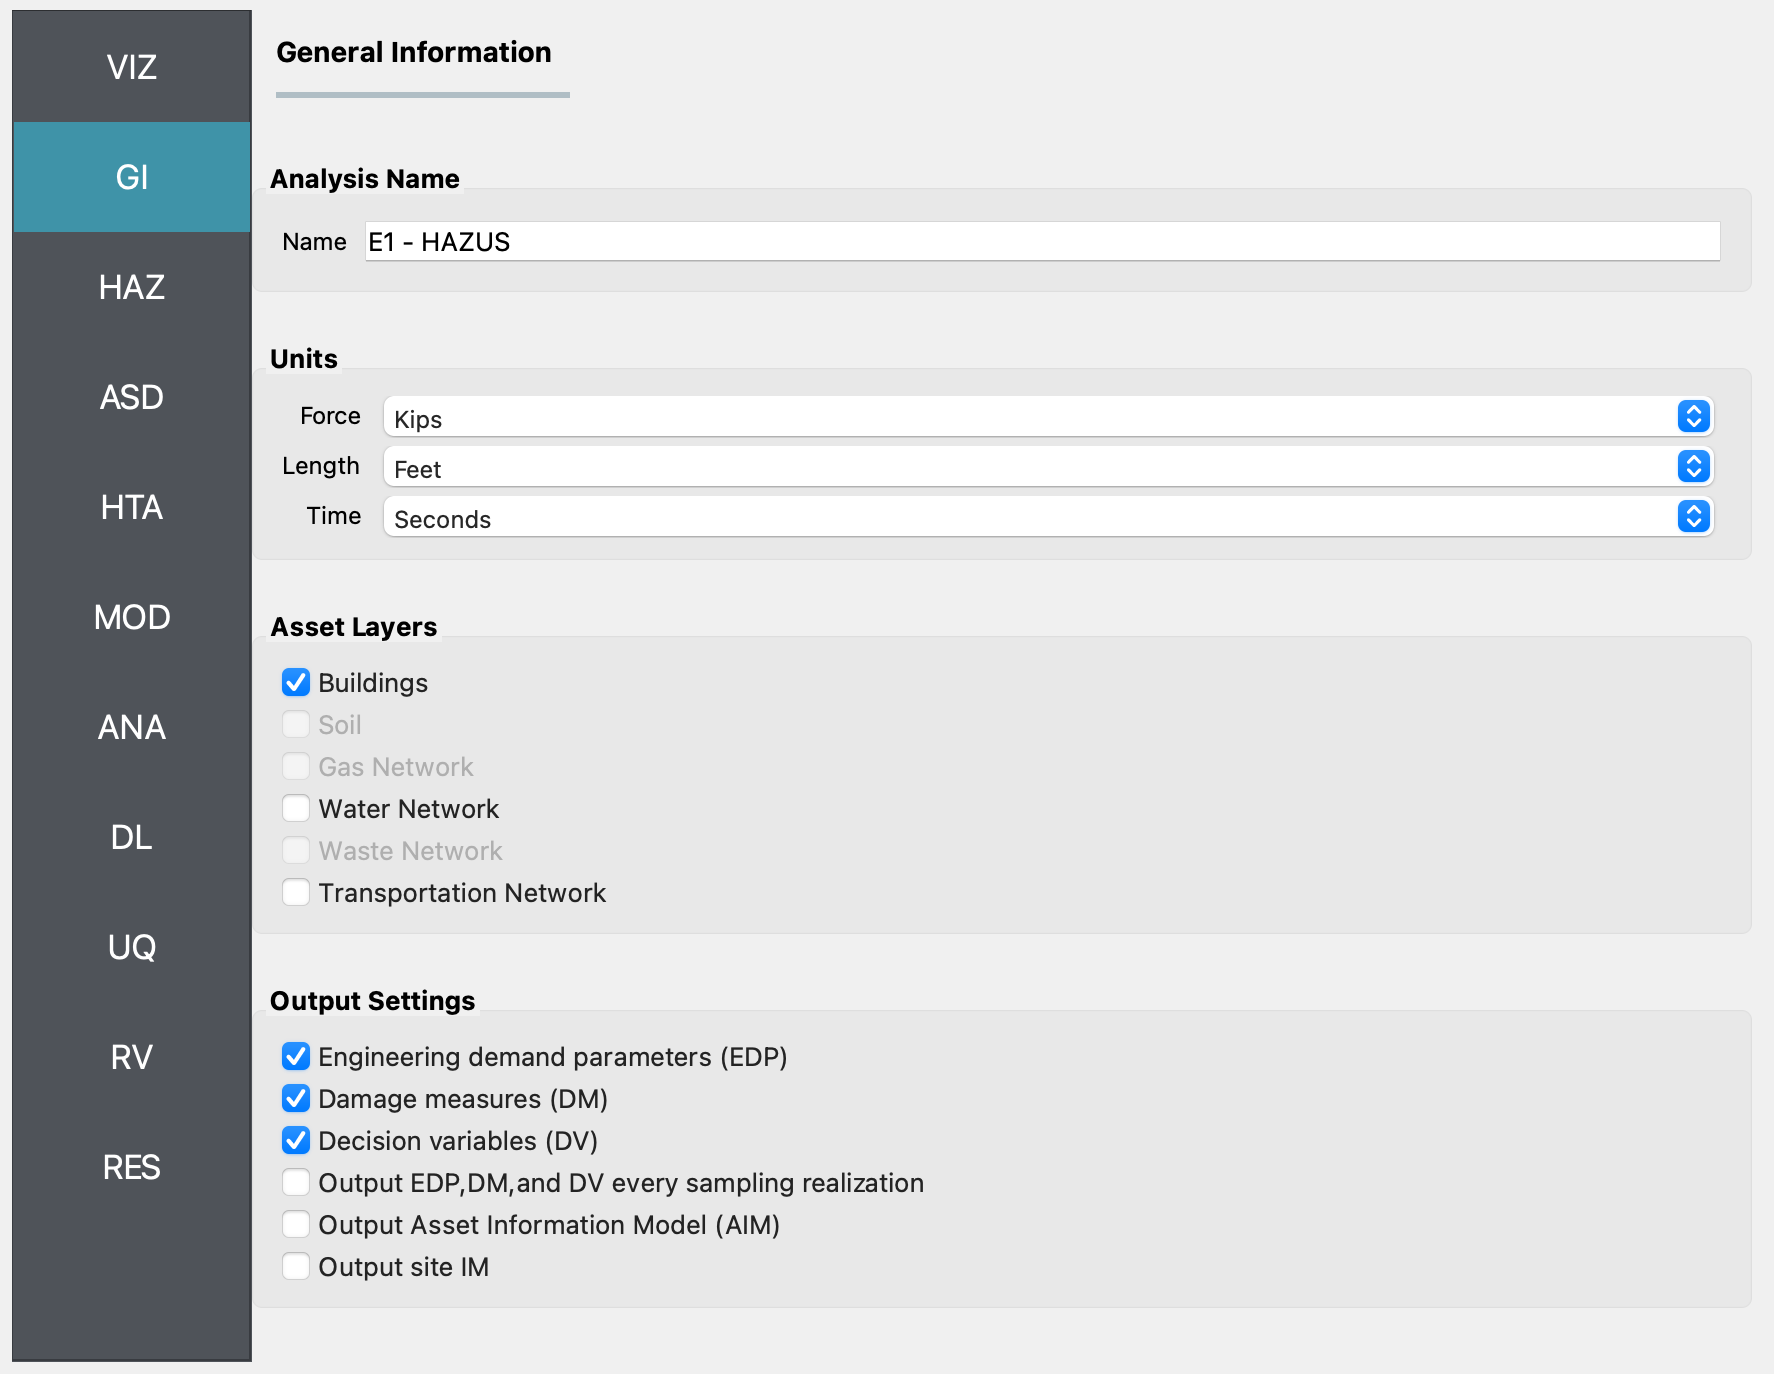 VIZ
GI
HAZ
ASD
HTA
MOD
ANA
DL
UQ
RV
RES
General Information
Analysis Name
Name E1 - HAZUS
Units
Force Kips
Length Feet
Time Seconds
Asset Layers
Buildings
Soil
Gas Network
Water Network
Waste Network
Transportation Network
Output Settings
Engineering demand parameters (EDP)
Damage measures (DM)
Decision variables (DV)
Output EDP,DM,and DV every sampling realization
Output Asset Information Model (AIM)
Output site IM